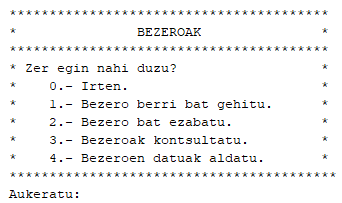 ***************************************
*               BEZEROAK              *
***************************************
* Zer egin nahi duzu?                 *
*    0.- Irten.                       *
*    1.- Bezero berri bat gehitu.     *
*    2.- Bezero bat ezabatu.          *
*    3.- Bezeroak kontsultatu.        *
*    4.- Bezeroen datuak aldatu.      *
****************************************
Aukeratu: